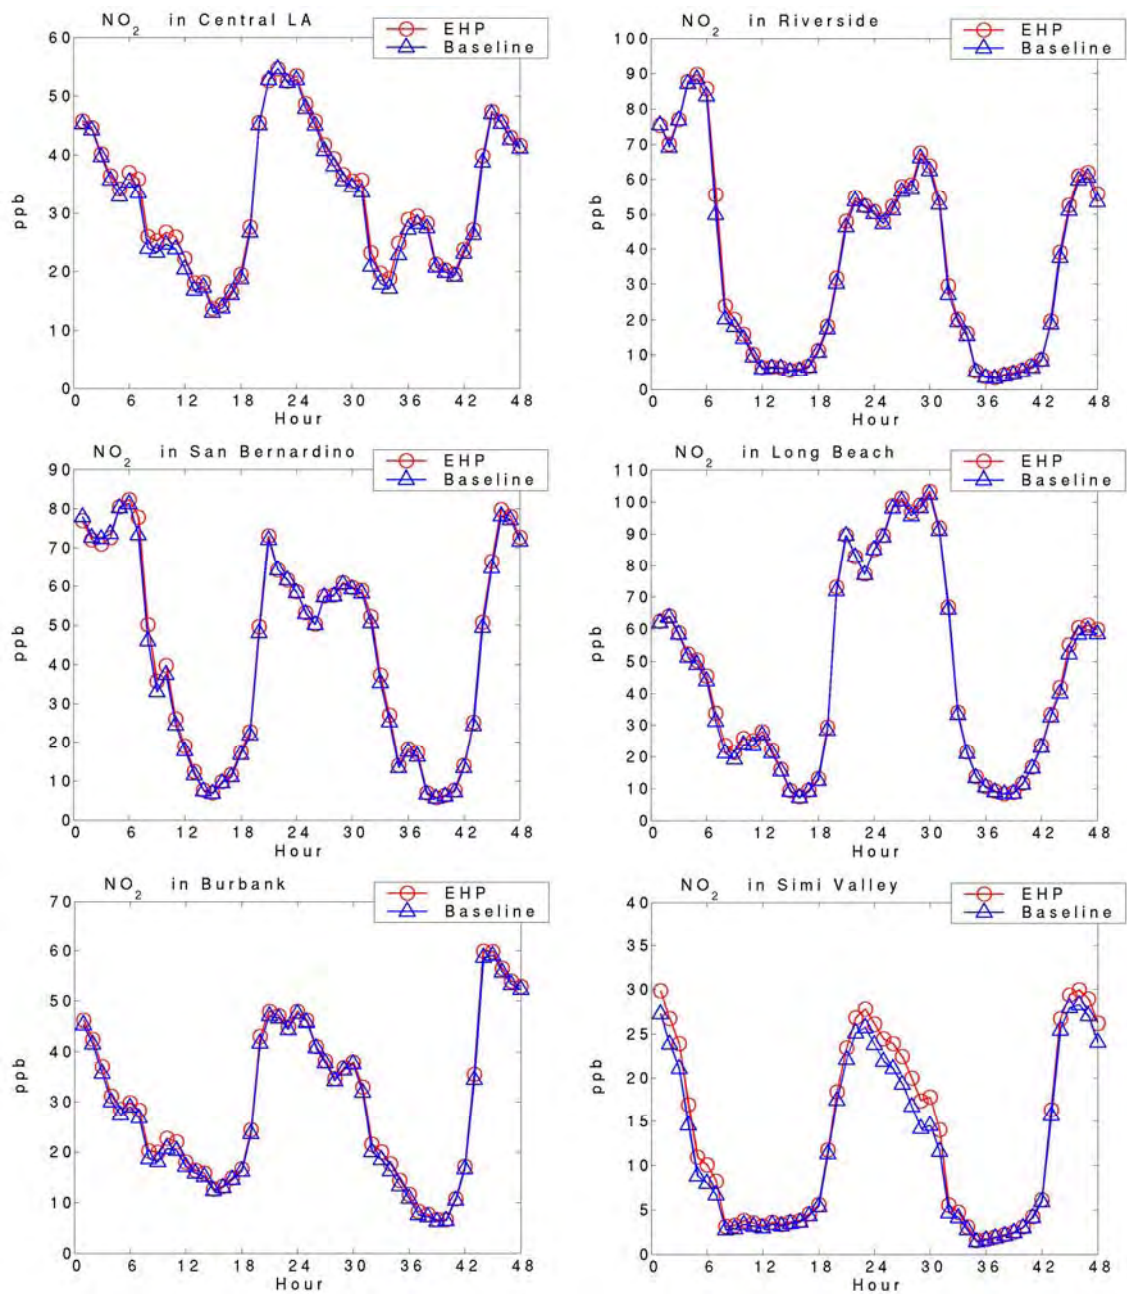 NO2 in Central LA
EHP
Baseline
60
50
40
30
20
10
0
ppb
0 6 12 18 24 30 36 42 48
Hour
NO2 in Riverside
EHP
Baseline
100
90
80
70
60
50
40
30
20
10
0
ppb
0 6 12 18 24 30 36 42 48
Hour
NO2 in San Bernardino
EHP
Baseline
90
80
70
60
50
40
30
20
10
0
ppb
0 6 12 18 24 30 36 42 48
Hour
NO2 in Long Beach
EHP
Baseline
110
100
90
80
70
60
50
40
30
20
10
0
ppb
0 6 12 18 24 30 36 42 48
Hour
NO2 in Burbank
EHP
Baseline
70
60
50
40
30
20
10
0
ppb
0 6 12 18 24 30 36 42 48
Hour
NO2 in Simi Valley
EHP
Baseline
40
35
30
25
20
15
10
5
0
ppb
0 6 12 18 24 30 36 42 48
Hour